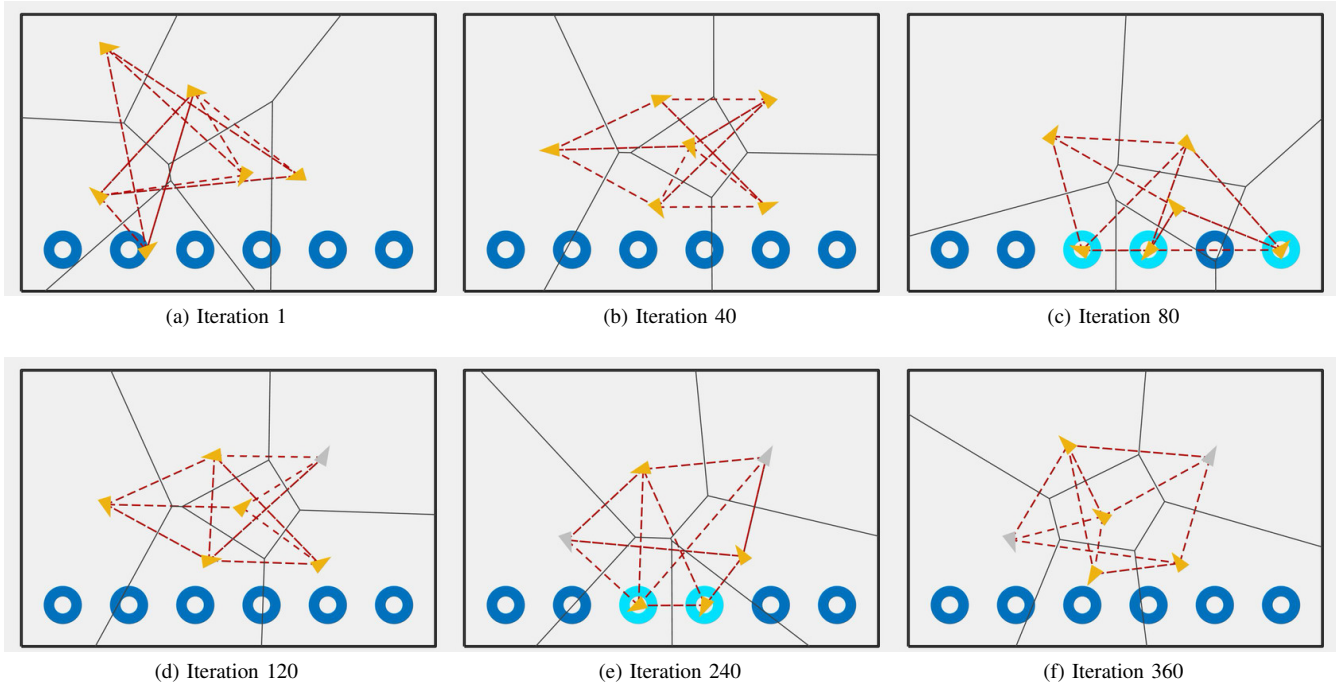 (a) Iteration 1
(b) Iteration 40
(c) Iteration 80
(d) Iteration 120
(e) Iteration 240
(f) Iteration 360